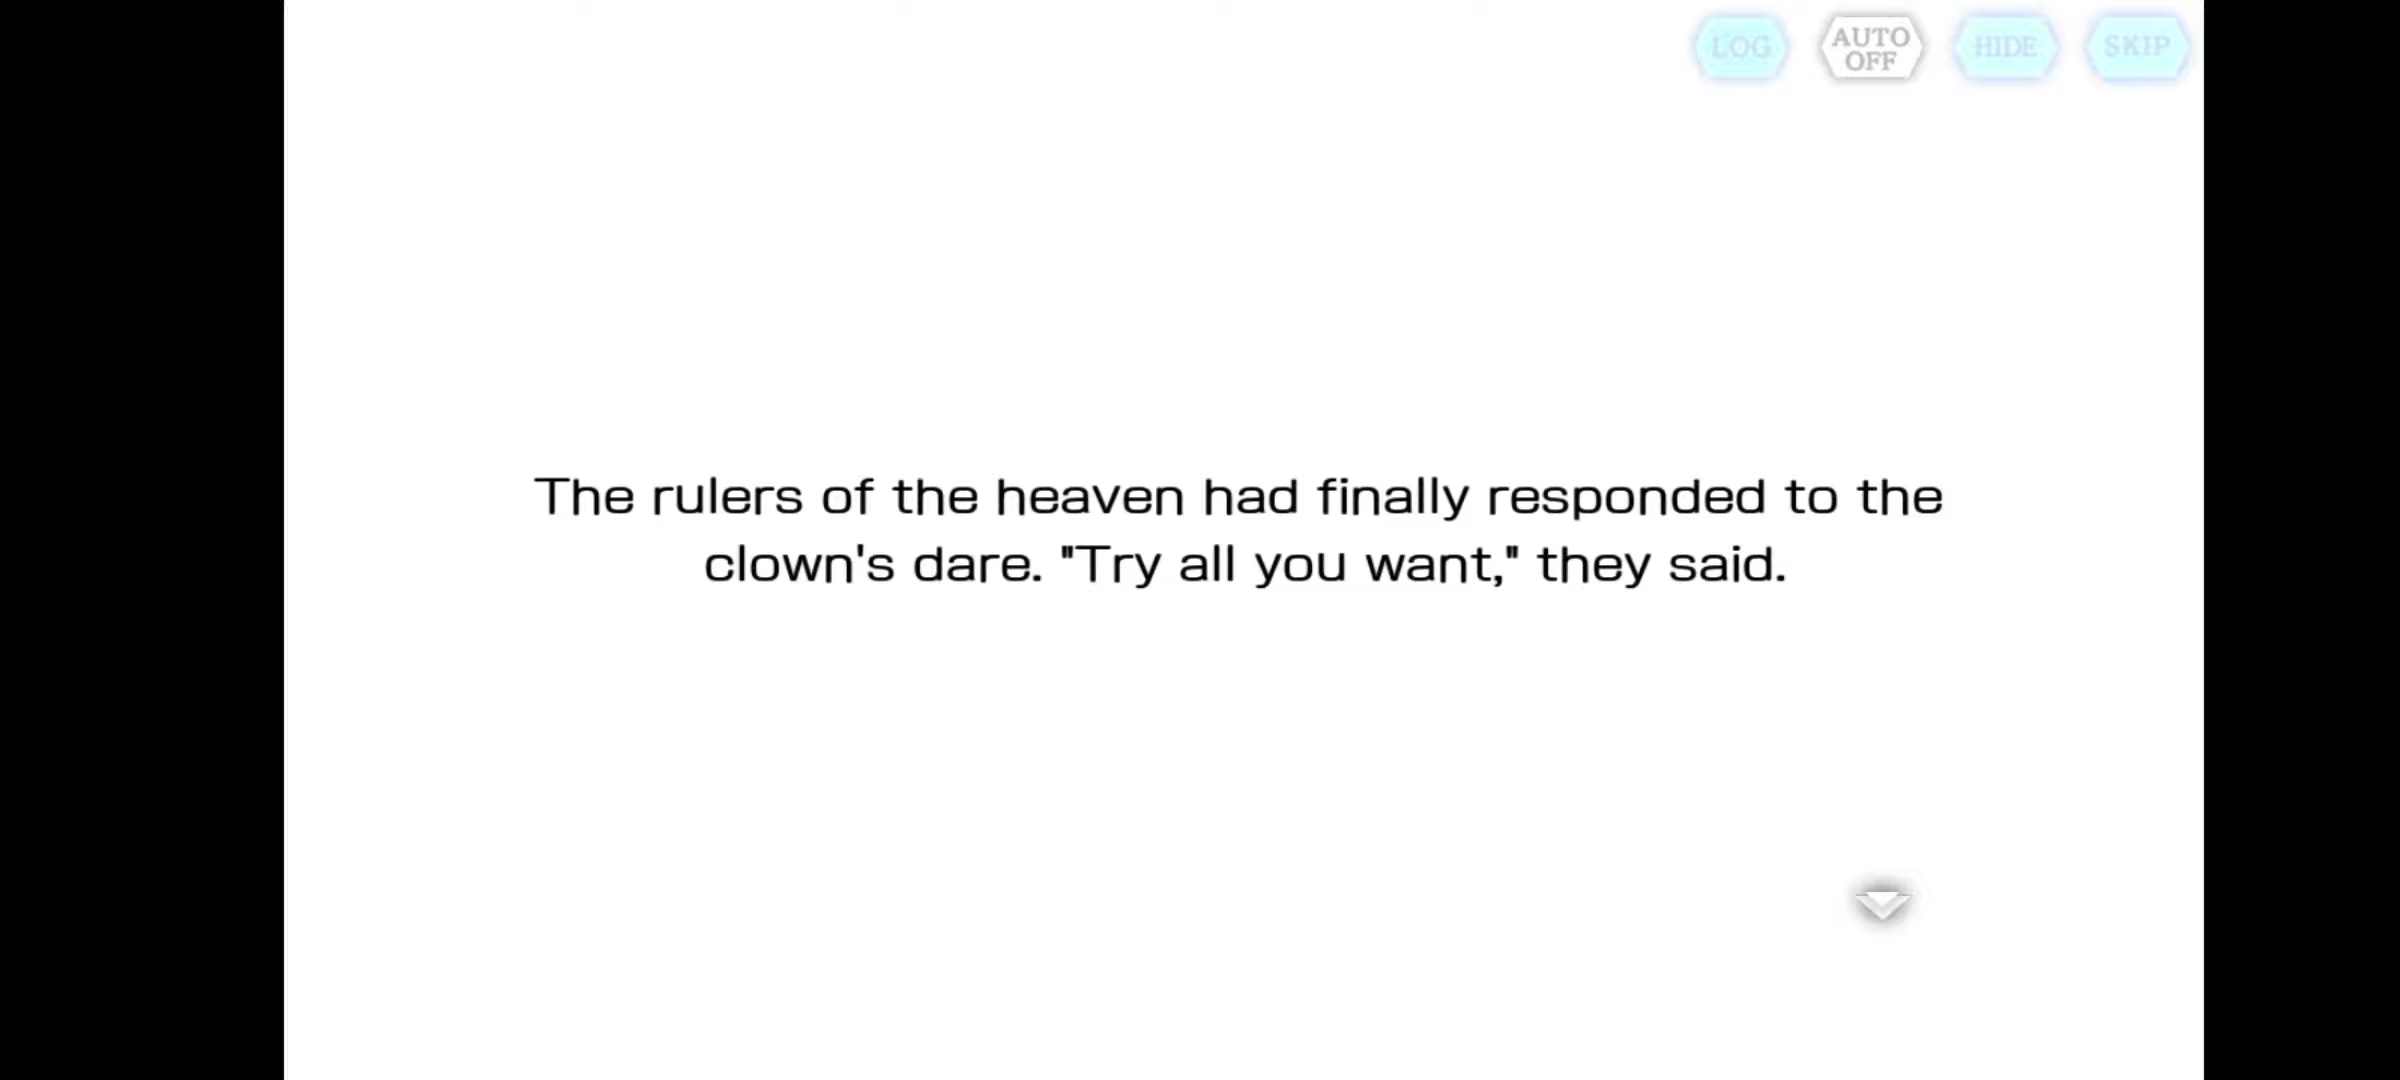 LOG
AUTO
OFF
HIDE
SKIP
The rulers of the heaven had finally responded to the
clown's dare. "Try all you want," they said.